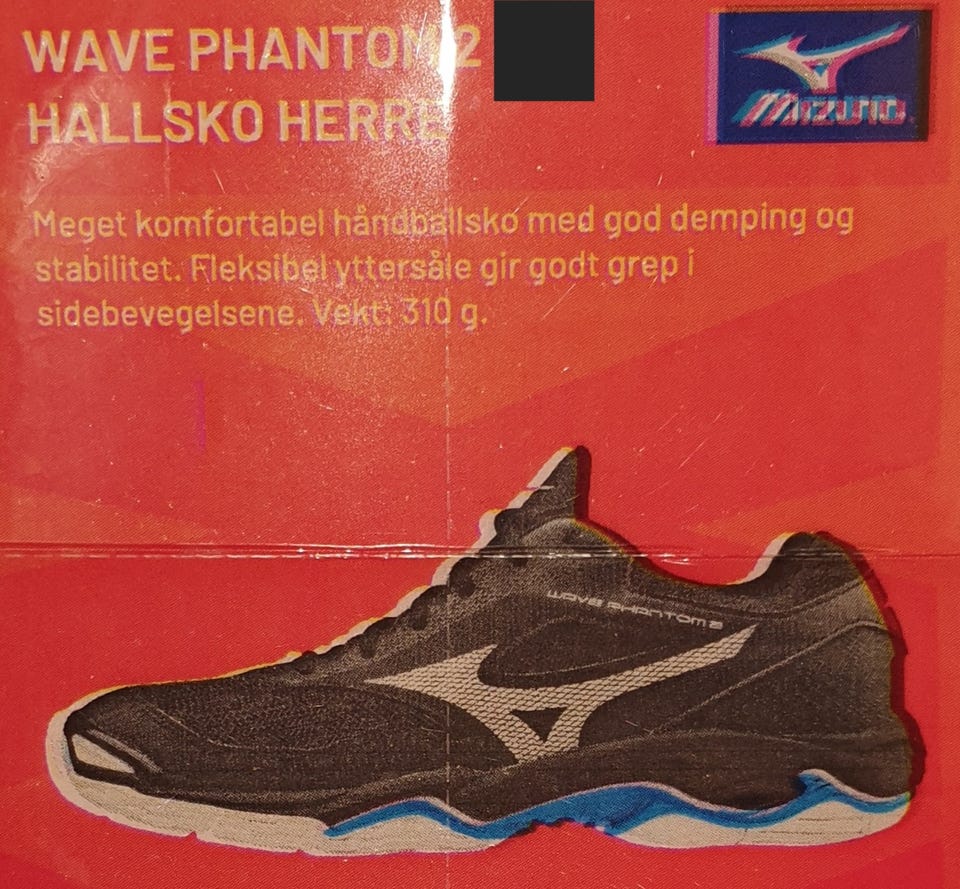 WAVE PHANTOM 2
HALLSKO HERRE
MIZUNO
Meget komfortabel håndballsko med god demping og
stabilitet. Fleksibel yttersåle gir godt grep i
sidebevegelsene. Vekt: 310 g.
WAVE PHANTOM 2